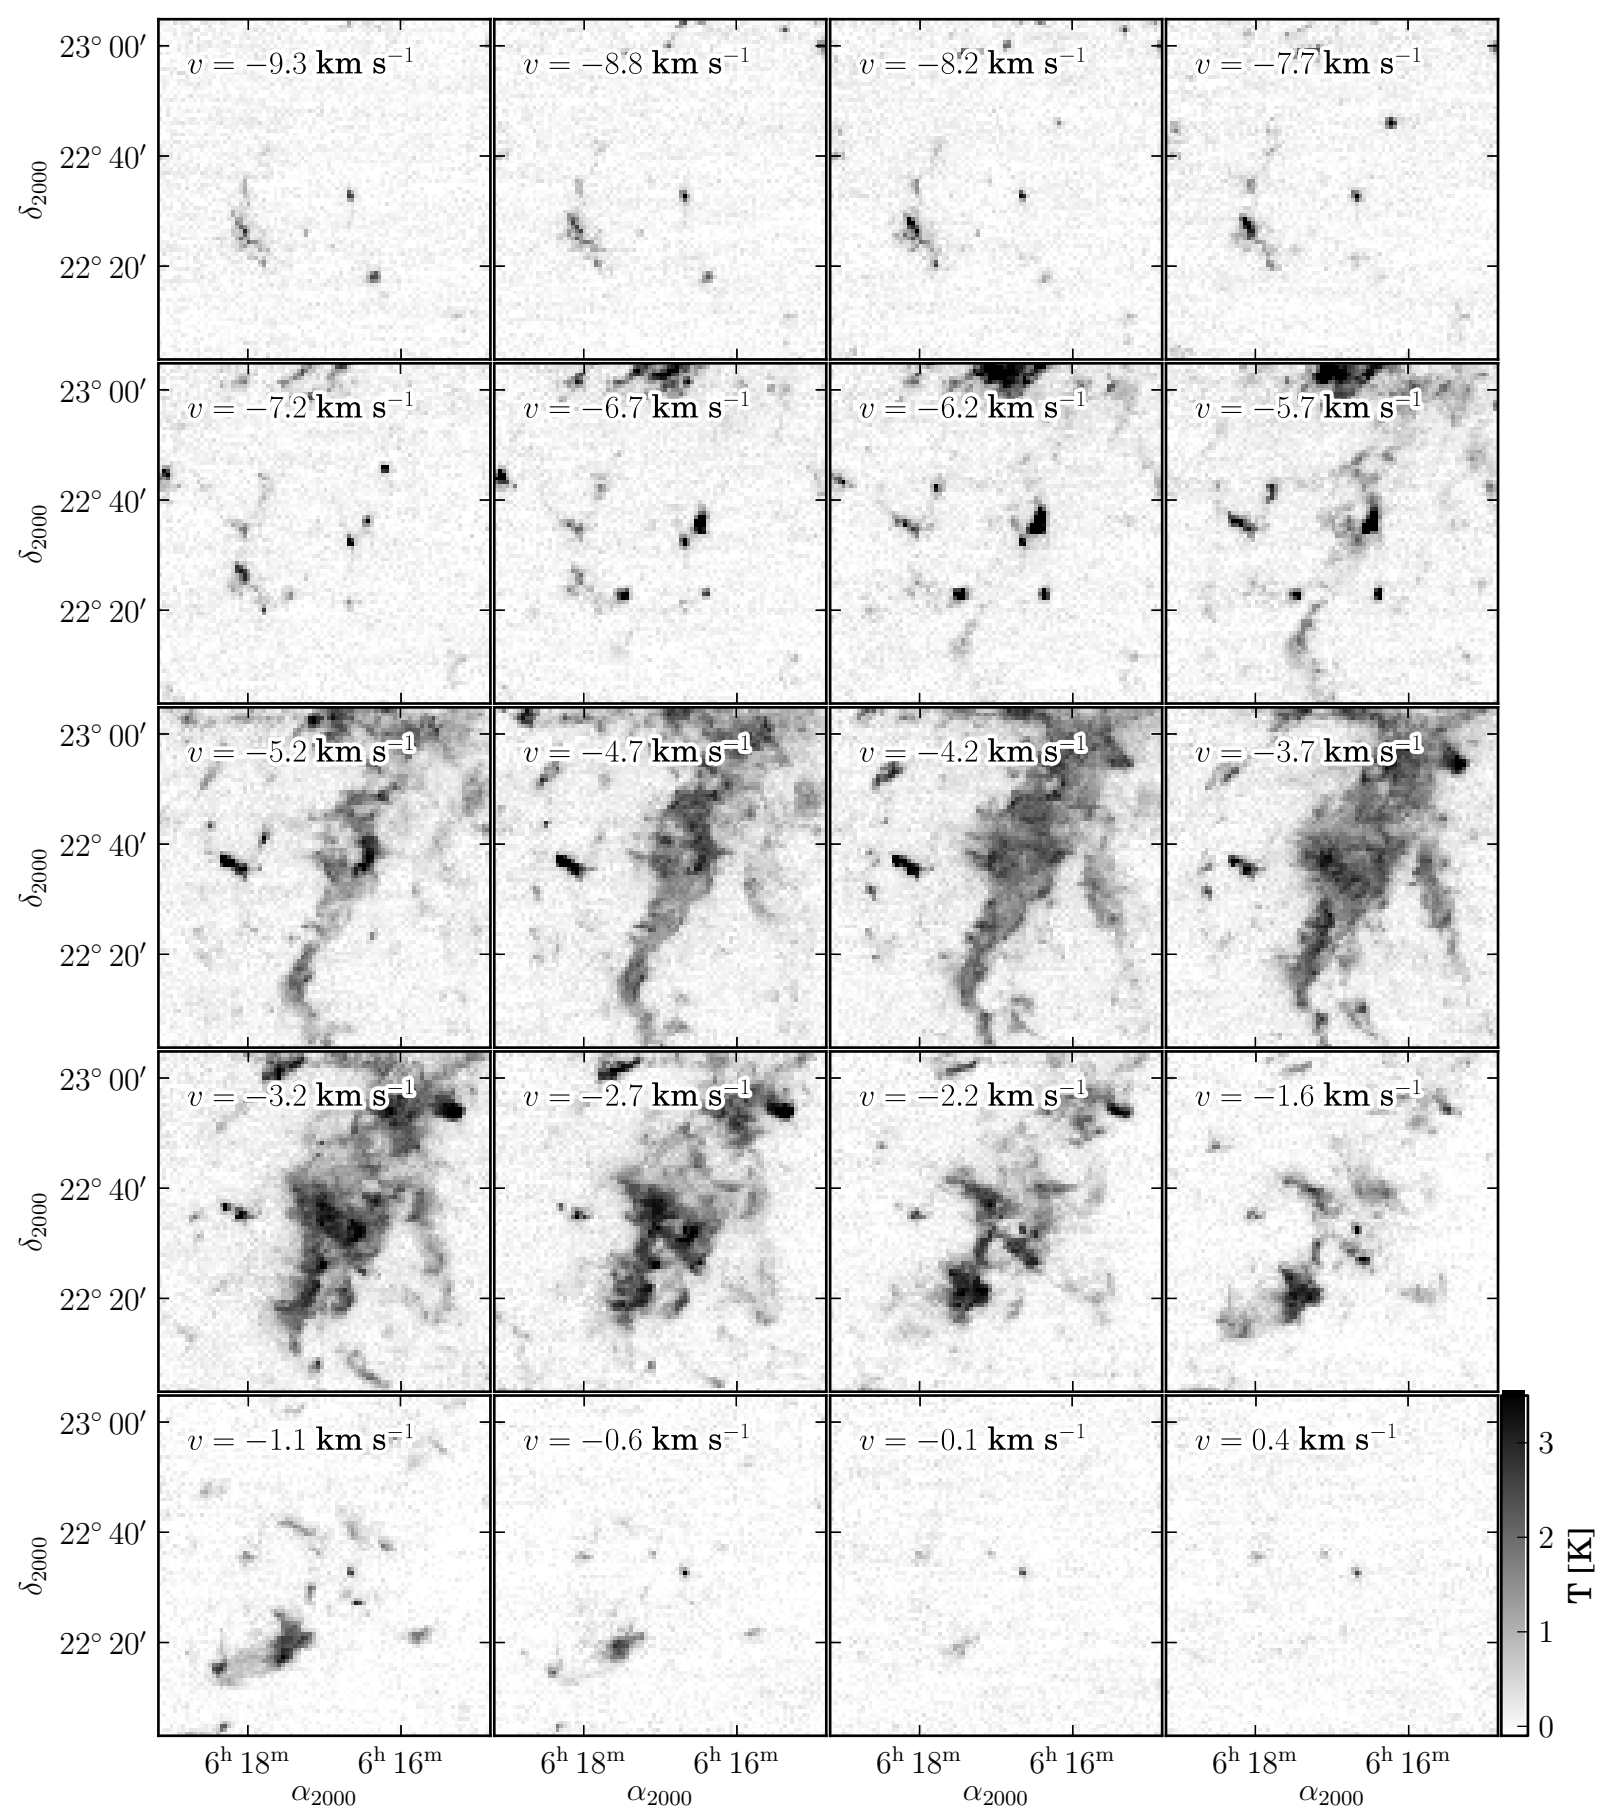 23° 00′
22° 40′
22° 20′
δ2000
v = −9.3 km s−1
v = −8.8 km s−1
v = −8.2 km s−1
v = −7.7 km s−1
23° 00′
22° 40′
22° 20′
δ2000
v = −7.2 km s−1
v = −6.7 km s−1
v = −6.2 km s−1
v = −5.7 km s−1
23° 00′
22° 40′
22° 20′
δ2000
v = −5.2 km s−1
v = −4.7 km s−1
v = −4.2 km s−1
v = −3.7 km s−1
23° 00′
22° 40′
22° 20′
δ2000
v = −3.2 km s−1
v = −2.7 km s−1
v = −2.2 km s−1
v = −1.6 km s−1
23° 00′
22° 40′
22° 20′
δ2000
v = −1.1 km s−1
v = −0.6 km s−1
v = −0.1 km s−1
v = 0.4 km s−1
3
2
1
0
T [K]
6h 18m 6h 16m
6h 18m 6h 16m
6h 18m 6h 16m
6h 18m 6h 16m
α2000
α2000
α2000
α2000